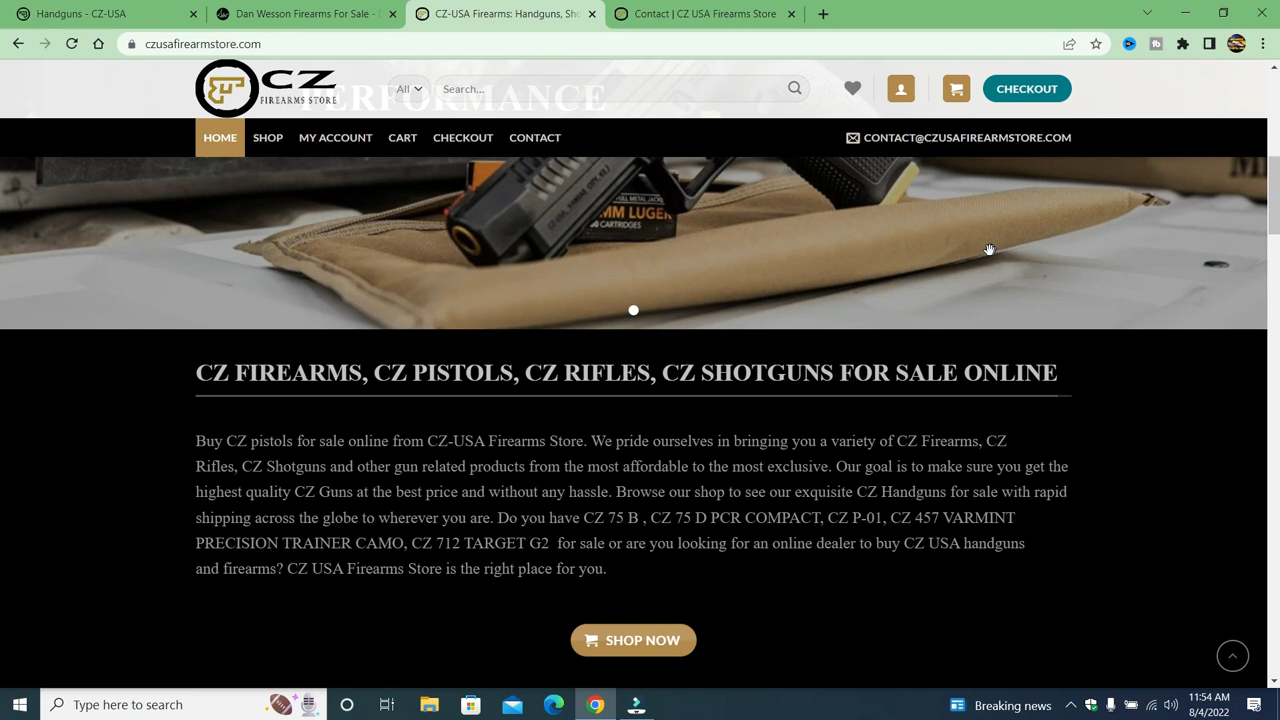 Handguns - CZ-USA
Dan Wesson Firearms For Sale -
CZ-USA Firearms: Handguns, Sho
Contact | CZ USA Firearms Store
czusafirearmstore.com
CZ
FIREARMS STORE
PERFORMANCE
All
Search...
CHECKOUT
HOME
SHOP
MY ACCOUNT
CART
CHECKOUT
CONTACT
CONTACT@CZUSAFIREARMSTORE.COM
FULL METAL JACKET
MM LUGER
CARTRIDGES
CZ FIREARMS, CZ PISTOLS, CZ RIFLES, CZ SHOTGUNS FOR SALE ONLINE
Buy CZ pistols for sale online from CZ-USA Firearms Store. We pride ourselves in bringing you a variety of CZ Firearms, CZ
Rifles, CZ Shotguns and other gun related products from the most affordable to the most exclusive. Our goal is to make sure you get the
highest quality CZ Guns at the best price and without any hassle. Browse our shop to see our exquisite CZ Handguns for sale with rapid
shipping across the globe to wherever you are. Do you have CZ 75 B , CZ 75 D PCR COMPACT, CZ P-01, CZ 457 VARMINT
PRECISION TRAINER CAMO, CZ 712 TARGET G2 for sale or are you looking for an online dealer to buy CZ USA handguns
and firearms? CZ USA Firearms Store is the right place for you.
SHOP NOW
Type here to search
Breaking news
11:54 AM
8/4/2022